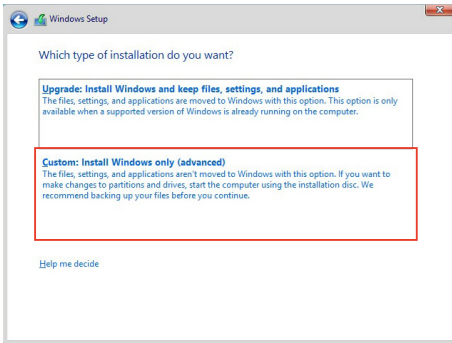 Windows Setup
Which type of installation do you want?
Upgrade: Install Windows and keep files, settings, and applications
The files, settings, and applications are moved to Windows with this option. This option is only
available when a supported version of Windows is already running on the computer.
Custom: Install Windows only (advanced)
The files, settings, and applications aren't moved to Windows with this option. If you want to
make changes to partitions and drives, start the computer using the installation disc. We
recommend backing up your files before you continue.
Help me decide